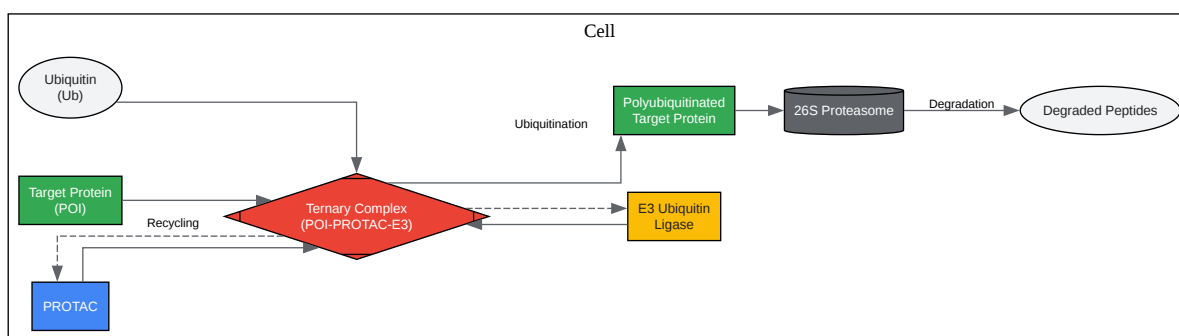 Cell
Ubiquitin
(Ub)
Polyubiquitinated
Target Protein
26S Proteasome
Degradation
Degraded Peptides
Ubiquitination
Target Protein
(POI)
Recycling
Ternary Complex
(POI-PROTAC-E3)
E3 Ubiquitin
Ligase
PROTAC